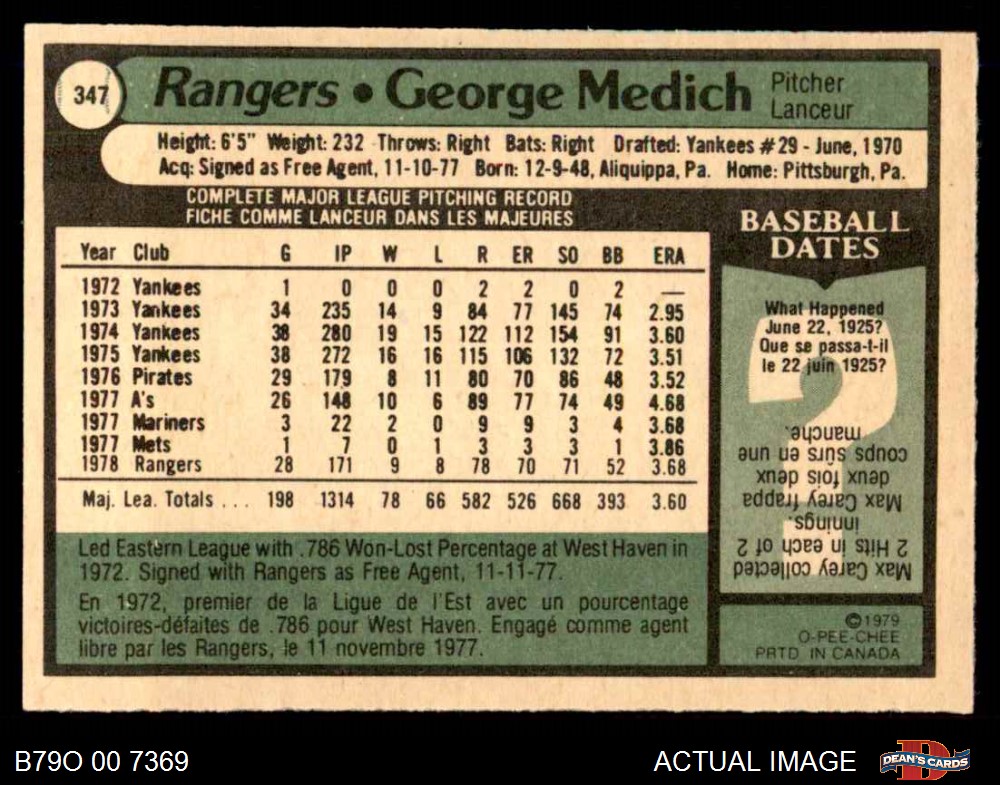 347
Rangers • George Medich
Pitcher
Lanceur
Height: 6'5" Weight: 232 Throws: Right Bats: Right Drafted: Yankees #29 - June, 1970
Acq: Signed as Free Agent, 11-10-77 Born: 12-9-48, Aliquippa, Pa. Home: Pittsburgh, Pa.
COMPLETE MAJOR LEAGUE PITCHING RECORD
FICHE COMME LANCEUR DANS LES MAJEURES
Year Club G IP W L R ER SO BB ERA
1972 Yankees 1 0 0 0 2 2 0 2 —
1973 Yankees 34 235 14 9 84 77 145 74 2.95
1974 Yankees 38 280 19 15 122 112 154 91 3.60
1975 Yankees 38 272 16 16 115 106 132 72 3.51
1976 Pirates 29 179 8 11 80 70 86 48 3.52
1977 A's 26 148 10 6 89 77 74 49 4.68
1977 Mariners 3 22 2 0 9 9 3 4 3.68
1977 Mets 1 7 0 1 3 3 3 1 3.86
1978 Rangers 28 171 9 8 78 70 71 52 3.68
Maj. Lea. Totals . . . 198 1314 78 66 582 526 668 393 3.60
Led Eastern League with .786 Won-Lost Percentage at West Haven in
1972. Signed with Rangers as Free Agent, 11-11-77.
En 1972, premier de la Ligue de l'Est avec un pourcentage
victoires-défaites de .786 pour West Haven. Engagé comme agent
libre par les Rangers, le 11 novembre 1977.
BASEBALL
DATES
What Happened
June 22, 1925?
Que se passa-t-il
le 22 juin 1925?
?
Max Carey collected
2 Hits in each of 2
innings.
Max Carey frappa
deux fois deux
coups sûrs en une
manche.
©1979
O-PEE-CHEE
PRTD IN CANADA
B79O 00 7369
ACTUAL IMAGE
D
DEAN'S CARDS